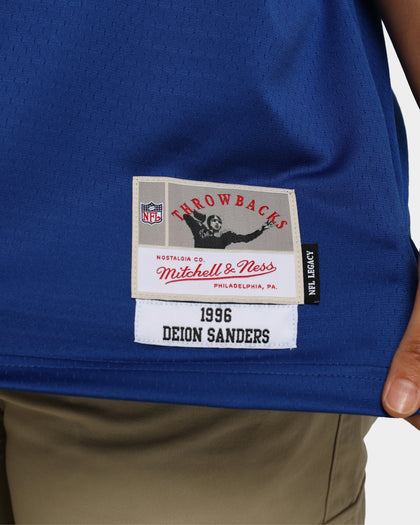 THROWBACKS
NFL
NOSTALGIA CO.
Mitchell & Ness
PHILADELPHIA, PA.
NFL LEGACY
1996
DEION SANDERS